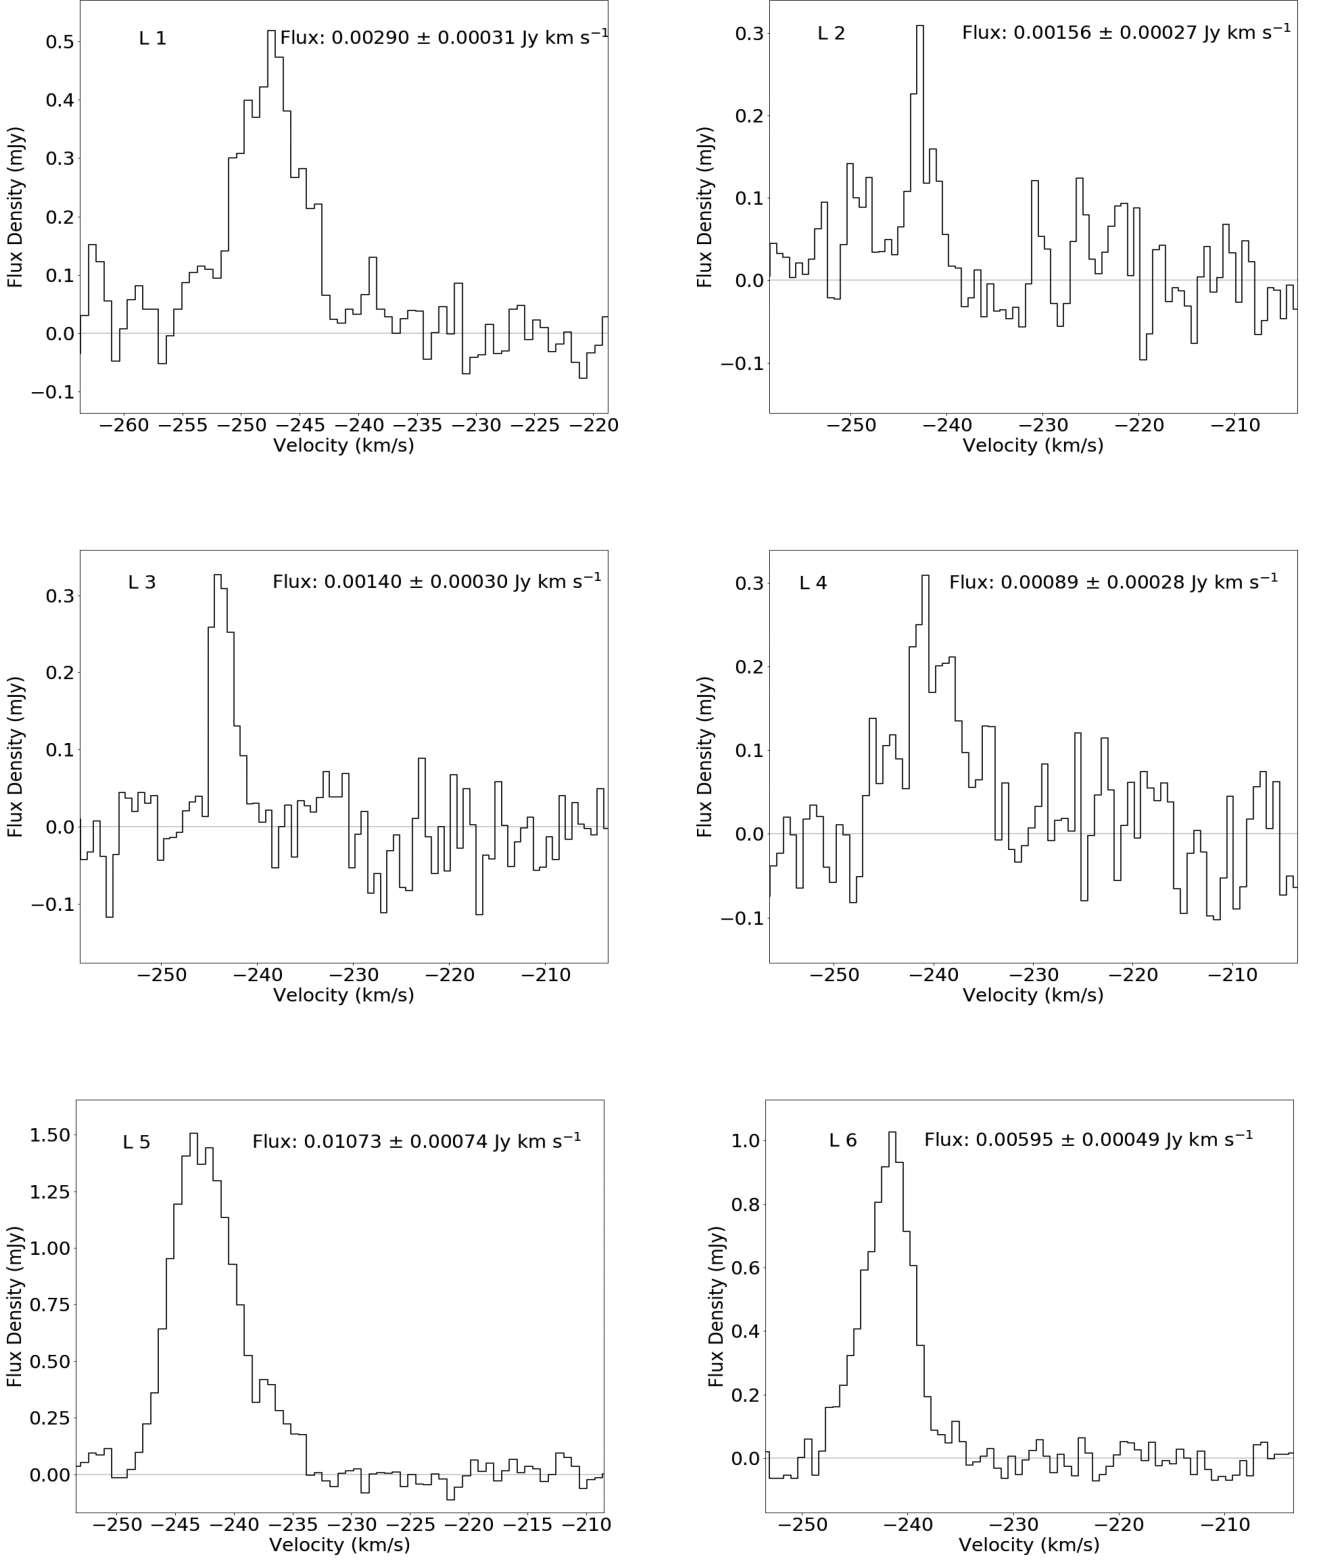 L 1 Flux: 0.00290 ± 0.00031 Jy km s⁻¹
0.5
0.4
0.3
0.2
0.1
0.0
−0.1
Flux Density (mJy)
−260 −255 −250 −245 −240 −235 −230 −225 −220
Velocity (km/s)
L 2 Flux: 0.00156 ± 0.00027 Jy km s⁻¹
0.3
0.2
0.1
0.0
−0.1
Flux Density (mJy)
−250 −240 −230 −220 −210
Velocity (km/s)
L 3 Flux: 0.00140 ± 0.00030 Jy km s⁻¹
0.3
0.2
0.1
0.0
−0.1
Flux Density (mJy)
−250 −240 −230 −220 −210
Velocity (km/s)
L 4 Flux: 0.00089 ± 0.00028 Jy km s⁻¹
0.3
0.2
0.1
0.0
−0.1
Flux Density (mJy)
−250 −240 −230 −220 −210
Velocity (km/s)
L 5 Flux: 0.01073 ± 0.00074 Jy km s⁻¹
1.50
1.25
1.00
0.75
0.50
0.25
0.00
Flux Density (mJy)
−250 −245 −240 −235 −230 −225 −220 −215 −210
Velocity (km/s)
L 6 Flux: 0.00595 ± 0.00049 Jy km s⁻¹
1.0
0.8
0.6
0.4
0.2
0.0
Flux Density (mJy)
−250 −240 −230 −220 −210
Velocity (km/s)